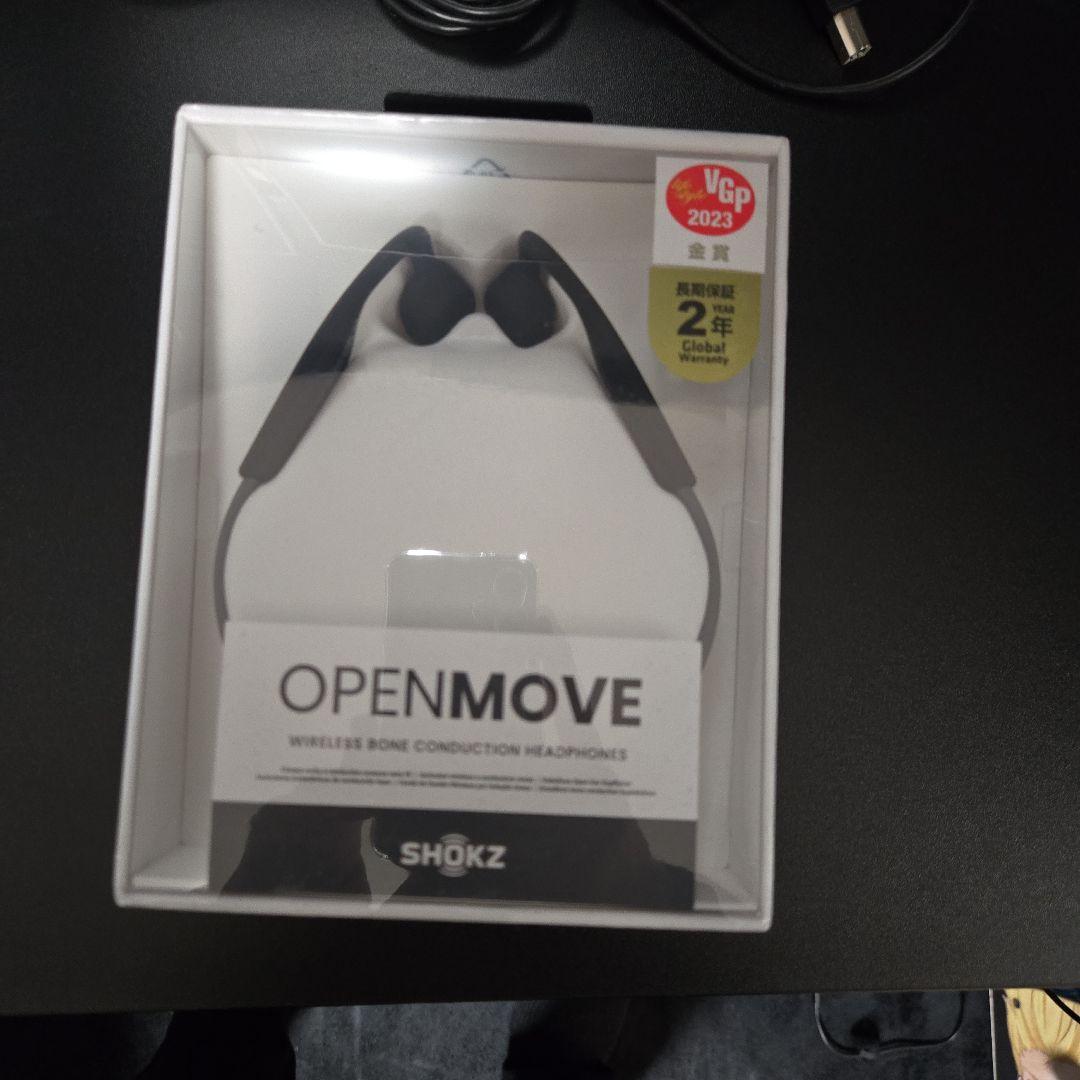 VGP
2023
金賞
長期保証
2 YEAR 年
Global
Warranty
OPENMOVE
WIRELESS BONE CONDUCTION HEADPHONES
SHOKZ